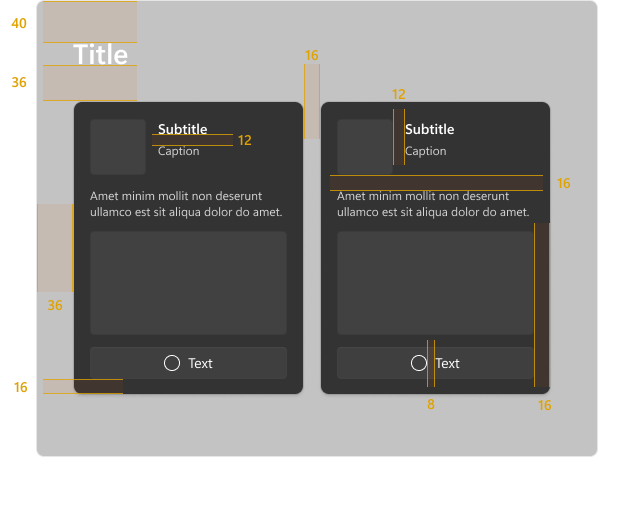 40
Title
36
16
12
Subtitle
12
Caption
Subtitle
Caption
16
Amet minim mollit non deserunt
ullamco est sit aliqua dolor do amet.
Amet minim mollit non deserunt
ullamco est sit aliqua dolor do amet.
36
Text
Text
16
8
16